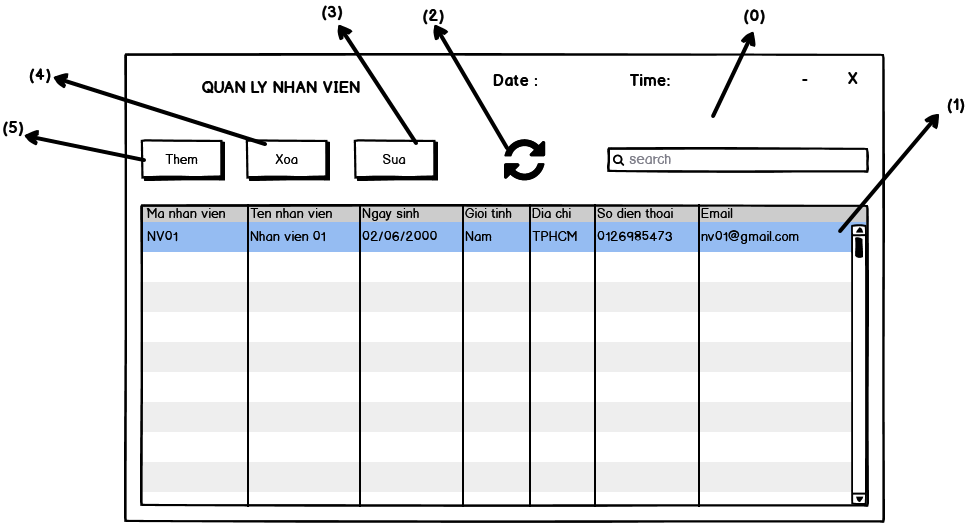 (3)
(2)
(0)
(4)
QUAN LY NHAN VIEN
Date :
Time:
-
X
(1)
(5)
Them
Xoa
Sua
search
Ma nhan vien
Ten nhan vien
Ngay sinh
Gioi tinh
Dia chi
So dien thoai
Email
NV01
Nhan vien 01
02/06/2000
Nam
TPHCM
0126985473
nv01@gmail.com